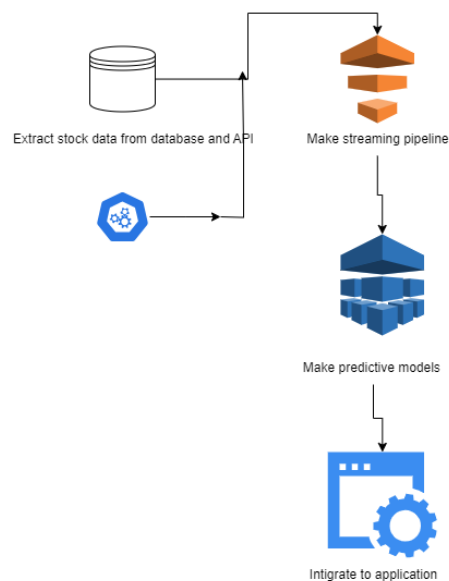 Extract stock data from database and API
Make streaming pipeline
Make predictive models
Intigrate to application